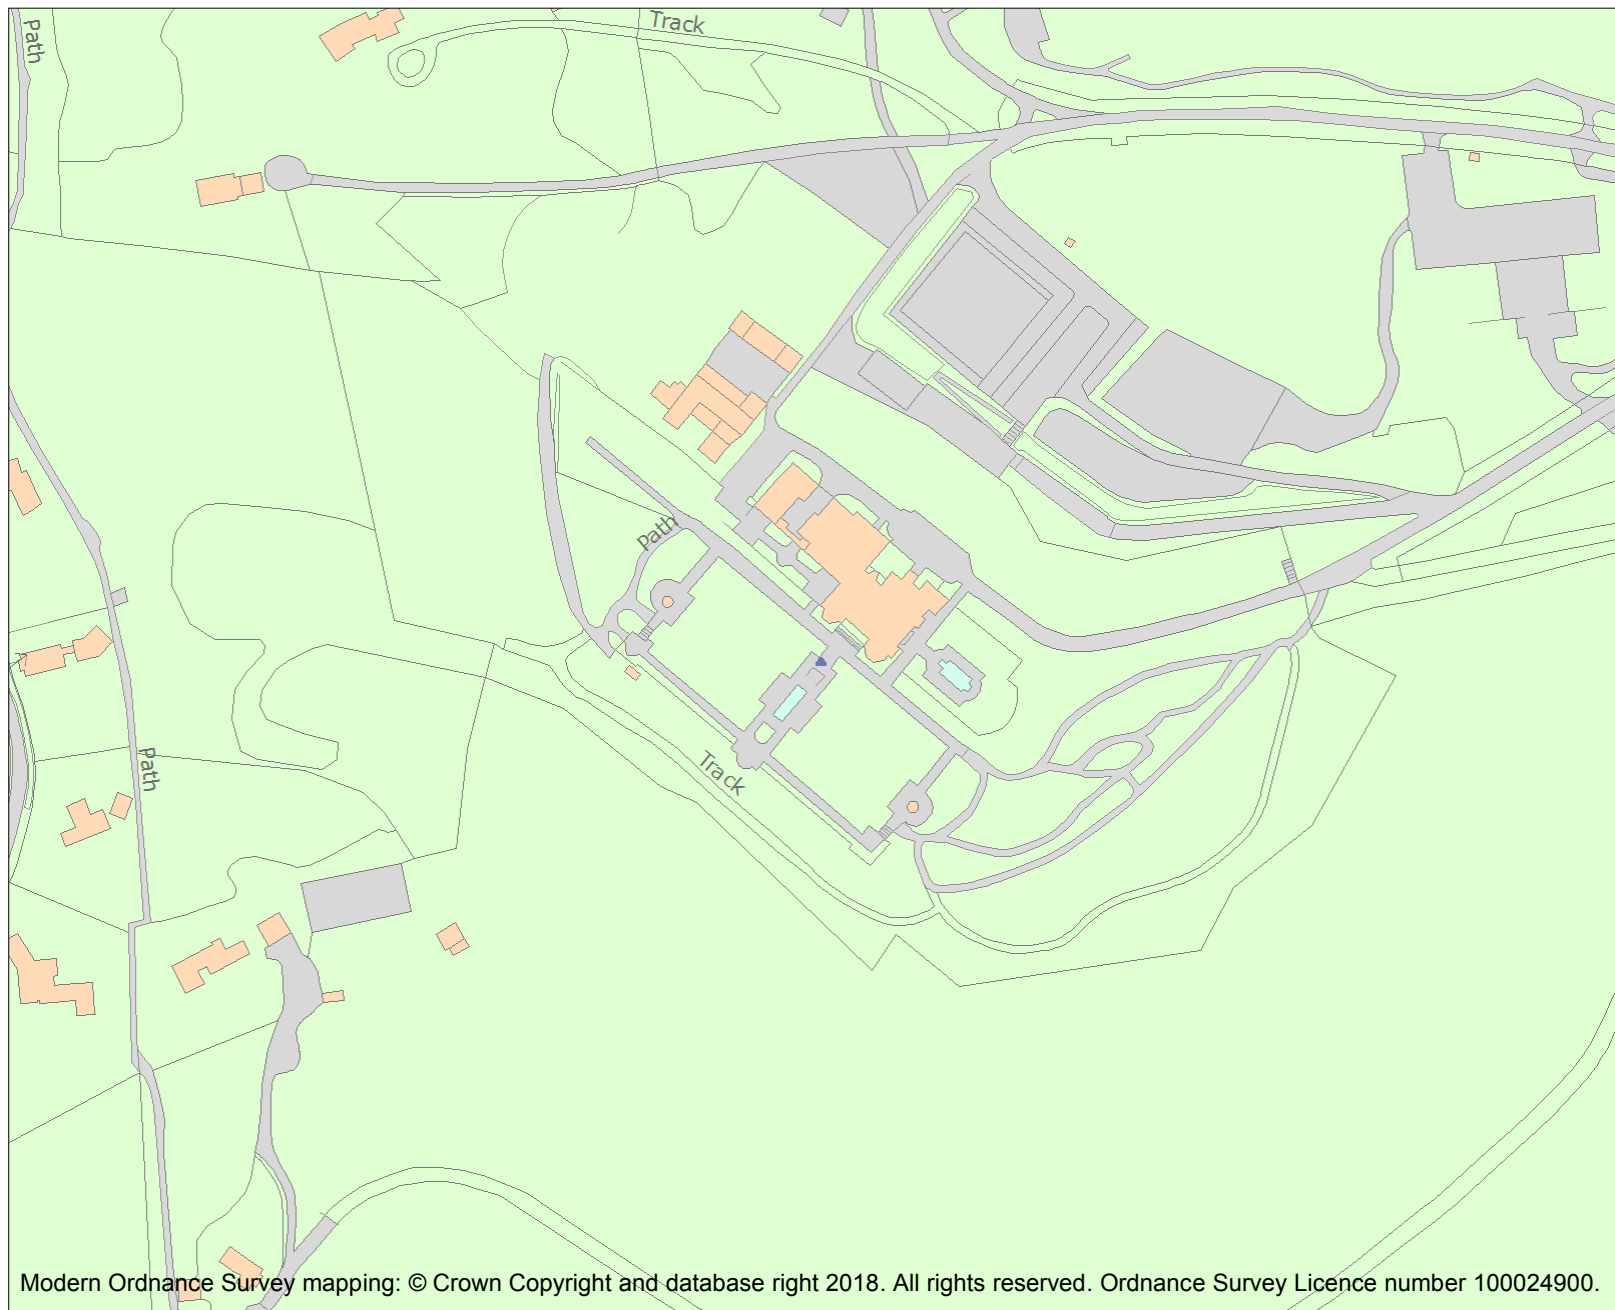 Path
Track
Path
Track
Path
Modern Ordnance Survey mapping: © Crown Copyright and database right 2018. All rights reserved. Ordnance Survey Licence number 100024900.